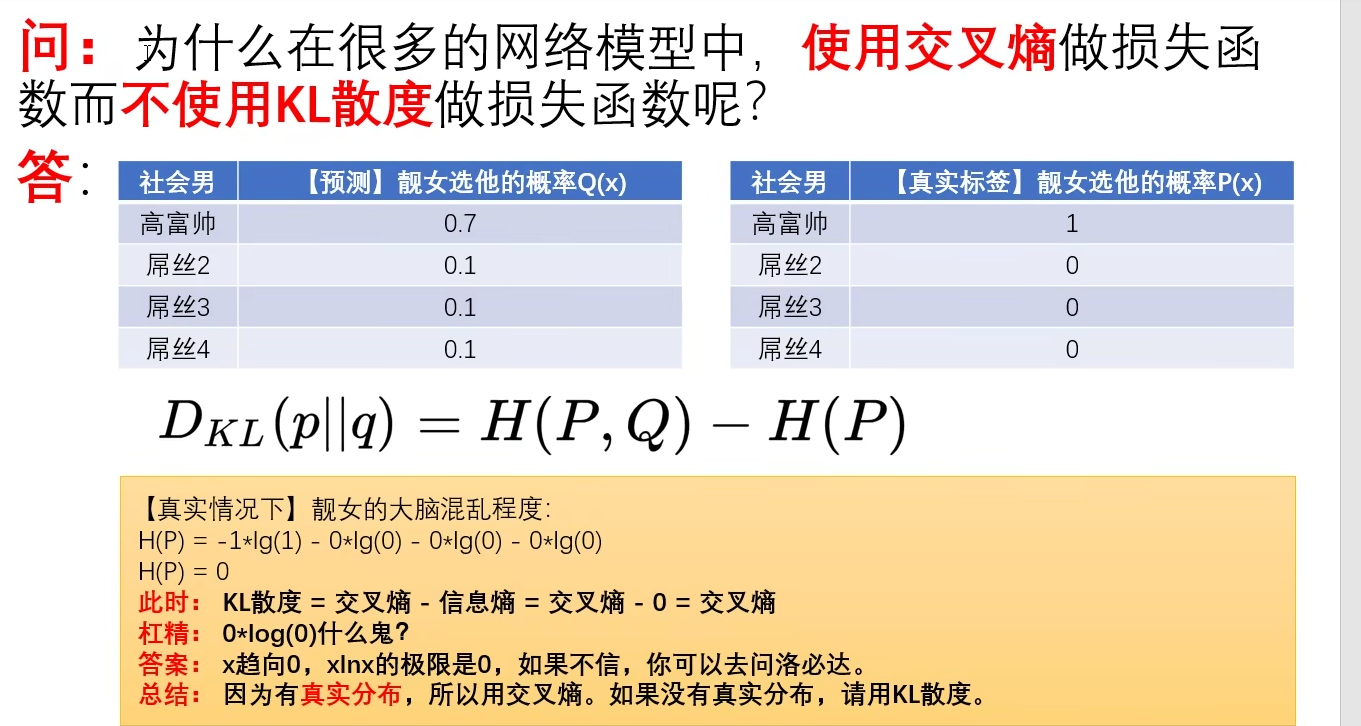 问：为什么在很多的网络模型中，使用交叉熵做损失函
数而不使用KL散度做损失函数呢？
答：
社会男 【预测】靓女选他的概率Q(x)
高富帅 0.7
屌丝2 0.1
屌丝3 0.1
屌丝4 0.1
社会男 【真实标签】靓女选他的概率P(x)
高富帅 1
屌丝2 0
屌丝3 0
屌丝4 0
D_{KL}(p||q) = H(P,Q) − H(P)
【真实情况下】靓女的大脑混乱程度：
H(P) = -1*lg(1) - 0*lg(0) - 0*lg(0) - 0*lg(0)
H(P) = 0
此时： KL散度 = 交叉熵 - 信息熵 = 交叉熵 - 0 = 交叉熵
杠精： 0*log(0)什么鬼？
答案： x趋向0，xlnx的极限是0，如果不信，你可以去问洛必达。
总结： 因为有真实分布，所以用交叉熵。如果没有真实分布，请用KL散度。